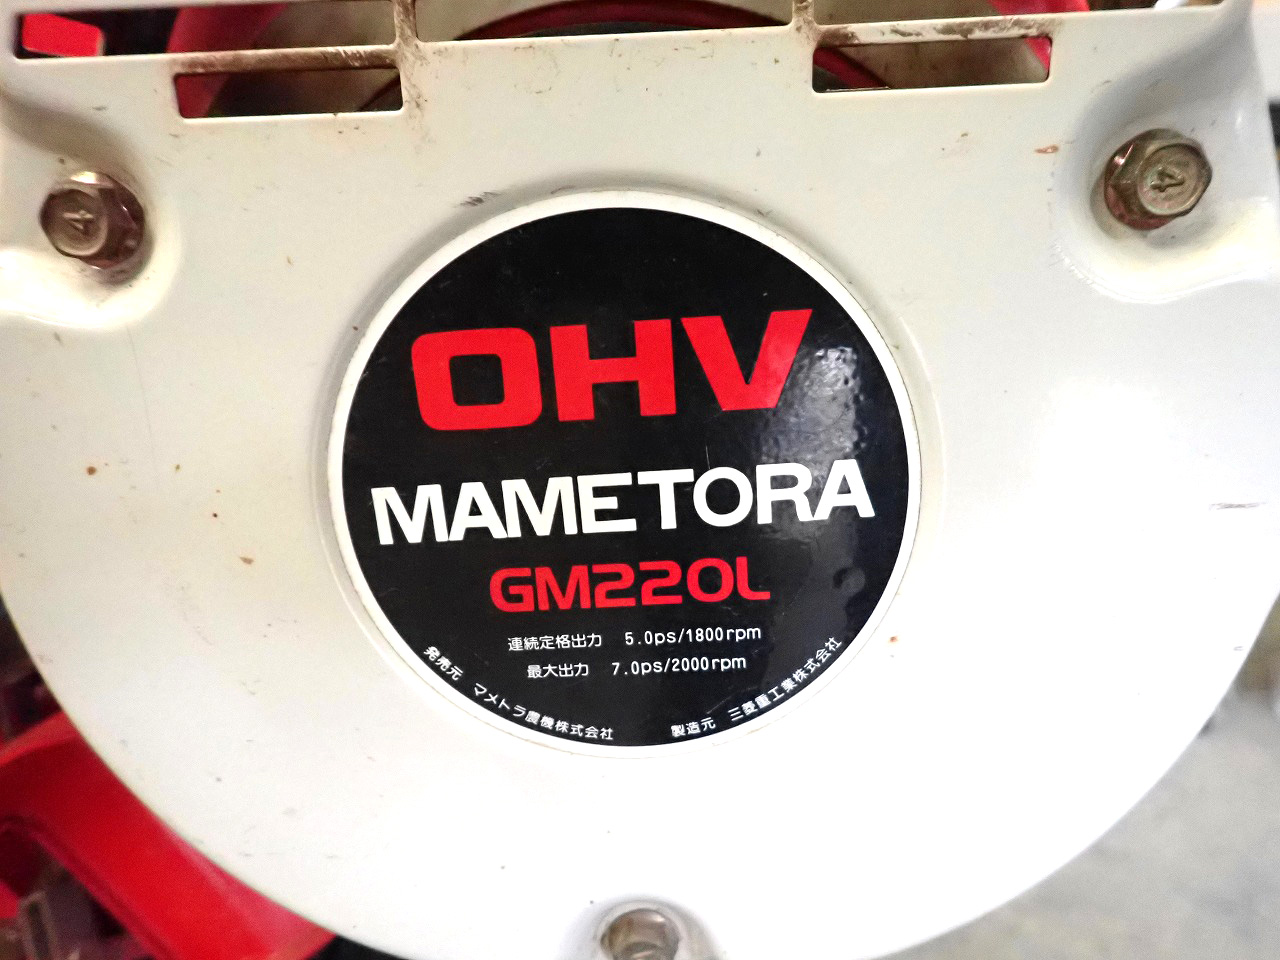 OHV
MAMETORA
GM220L
連続定格出力 5.0ps/1800rpm
最大出力 7.0ps/2000rpm
発売元 マメトラ農機株式会社
製造元 三菱重工業株式会社
4
4